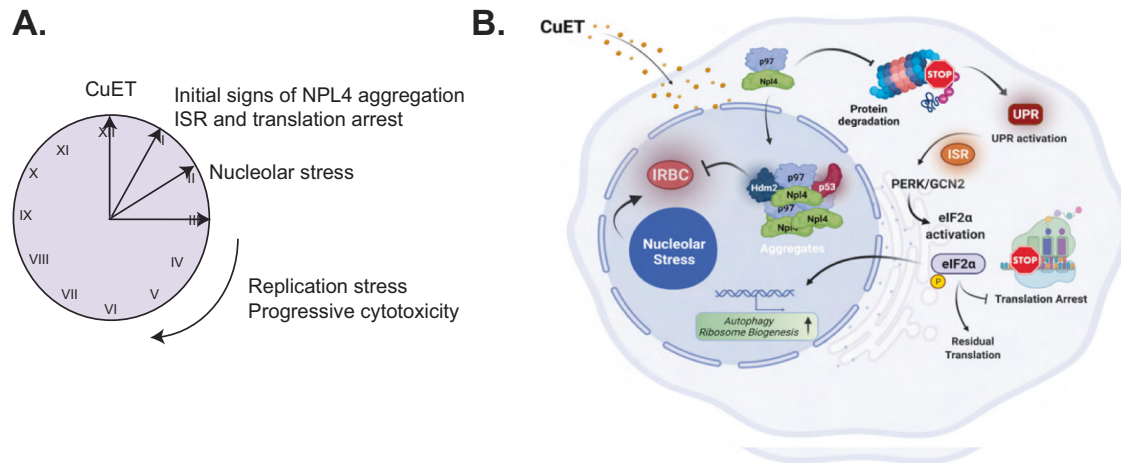 A.
CuET
XII
I
II
III
IV
V
VI
VII
VIII
IX
X
XI
Initial signs of NPL4 aggregation
ISR and translation arrest
Nucleolar stress
Replication stress
Progressive cytotoxicity
B.
CuET
p97
Npl4
Protein
degradation
STOP
UPR
UPR activation
ISR
PERK/GCN2
eIF2α
activation
eIF2α
P
STOP
Translation Arrest
Residual
Translation
IRBC
Hdm2
p97
p53
Npl4
p97
Npl4
Npl4
Aggregates
Nucleolar
Stress
Autophagy
Ribosome Biogenesis